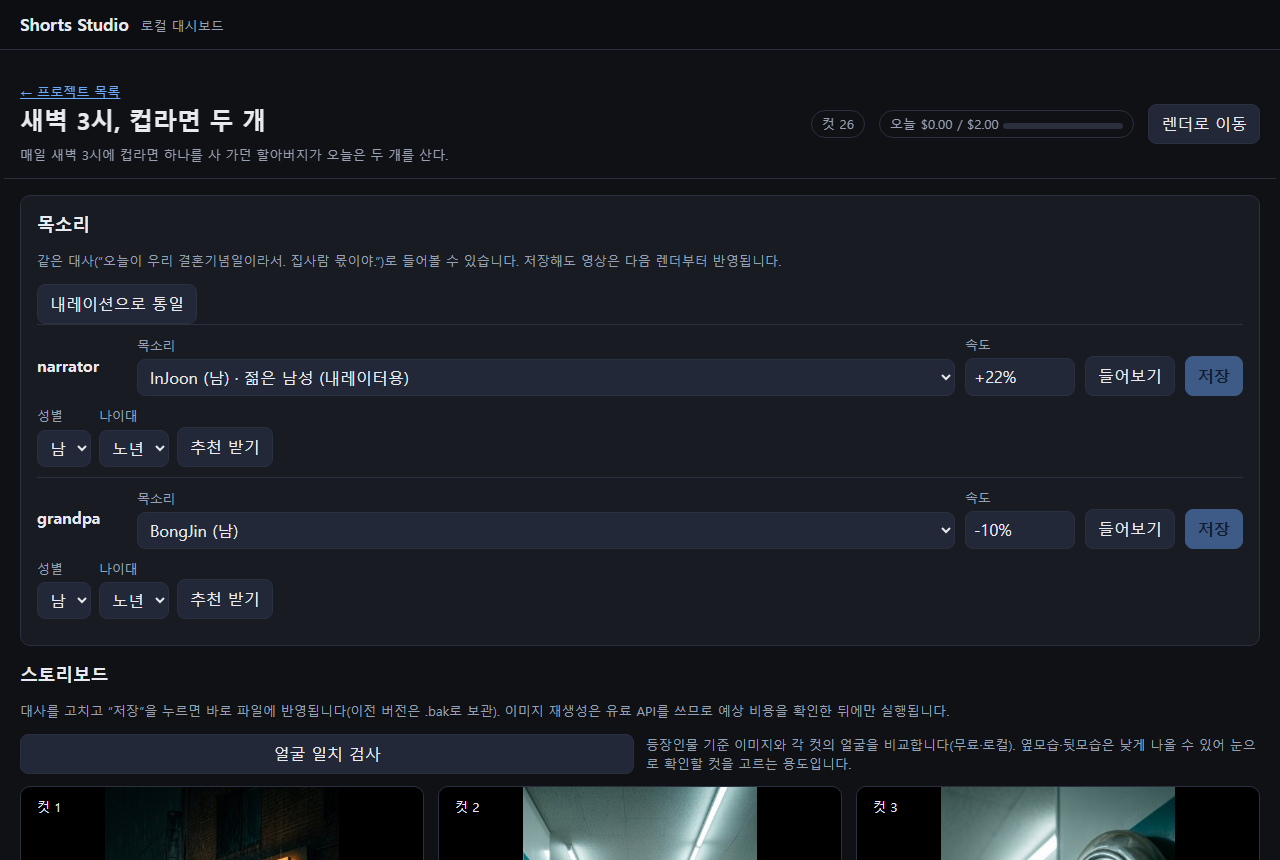 Shorts Studio 로컬 대시보드
← 프로젝트 목록
새벽 3시, 컵라면 두 개
컷 26
오늘 $0.00 / $2.00
렌더로 이동
매일 새벽 3시에 컵라면 하나를 사 가던 할아버지가 오늘은 두 개를 산다.
목소리
같은 대사("오늘이 우리 결혼기념일이라서. 집사람 몫이야.")로 들어볼 수 있습니다. 저장해도 영상은 다음 렌더부터 반영됩니다.
내레이션으로 통일
narrator
목소리
InJoon (남) · 젊은 남성 (내레이터용)
속도
+22%
들어보기
저장
성별
남
나이대
노년
추천 받기
grandpa
목소리
BongJin (남)
속도
-10%
들어보기
저장
성별
남
나이대
노년
추천 받기
스토리보드
대사를 고치고 "저장"을 누르면 바로 파일에 반영됩니다(이전 버전은 .bak로 보관). 이미지 재생성은 유료 API를 쓰므로 예상 비용을 확인한 뒤에만 실행됩니다.
얼굴 일치 검사
등장인물 기준 이미지와 각 컷의 얼굴을 비교합니다(무료·로컬). 옆모습·뒷모습은 낮게 나올 수 있어 눈으
로 확인할 컷을 고르는 용도입니다.
컷 1
컷 2
컷 3